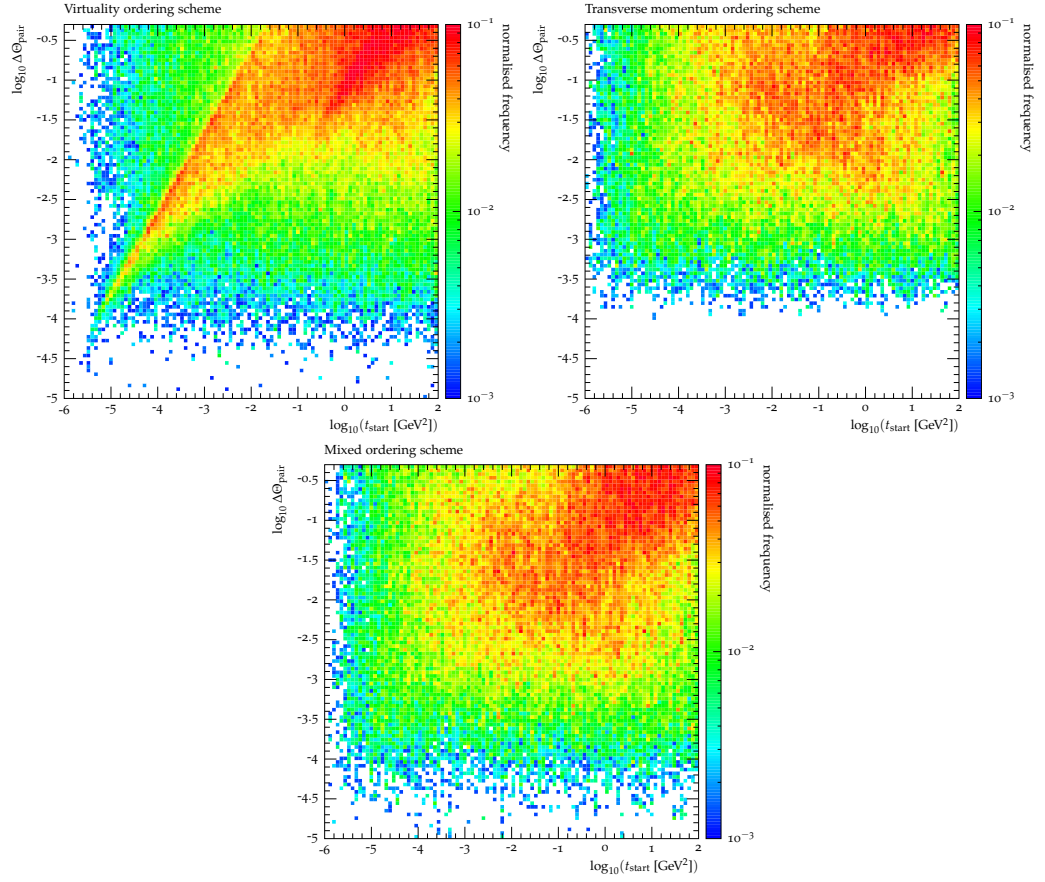 Virtuality ordering scheme
-6 -5 -4 -3 -2 -1 0 1 2
-5
-4.5
-4
-3.5
-3
-2.5
-2
-1.5
-1
-0.5
log₁₀(t_start [GeV²])
log₁₀ ΔΘ_pair
10⁻³
10⁻²
10⁻¹
normalised frequency
Transverse momentum ordering scheme
-6 -5 -4 -3 -2 -1 0 1 2
-5
-4.5
-4
-3.5
-3
-2.5
-2
-1.5
-1
-0.5
log₁₀(t_start [GeV²])
log₁₀ ΔΘ_pair
10⁻³
10⁻²
10⁻¹
normalised frequency
Mixed ordering scheme
-6 -5 -4 -3 -2 -1 0 1 2
-5
-4.5
-4
-3.5
-3
-2.5
-2
-1.5
-1
-0.5
log₁₀(t_start [GeV²])
log₁₀ ΔΘ_pair
10⁻³
10⁻²
10⁻¹
normalised frequency